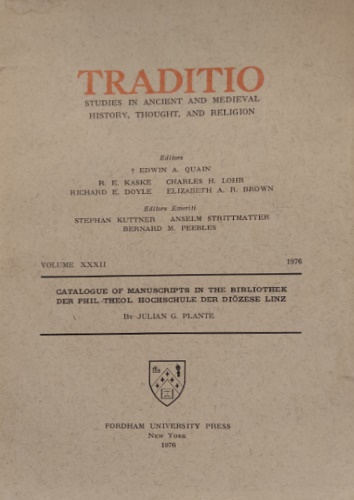 TRADITIO
STUDIES IN ANCIENT AND MEDIEVAL
HISTORY, THOUGHT, AND RELIGION
Editors
† EDWIN A. QUAIN
R. E. KASKE CHARLES H. LOHR
RICHARD E. DOYLE ELIZABETH A. R. BROWN
Editors Emeriti
STEPHAN KUTTNER ANSELM STRITTMATTER
BERNARD M. PEEBLES
VOLUME XXXII 1976
CATALOGUE OF MANUSCRIPTS IN THE BIBLIOTHEK
DER PHIL.-THEOL. HOCHSCHULE DER DIÖZESE LINZ
By JULIAN G. PLANTE
FORDHAM UNIVERSITY PRESS
NEW YORK
1976